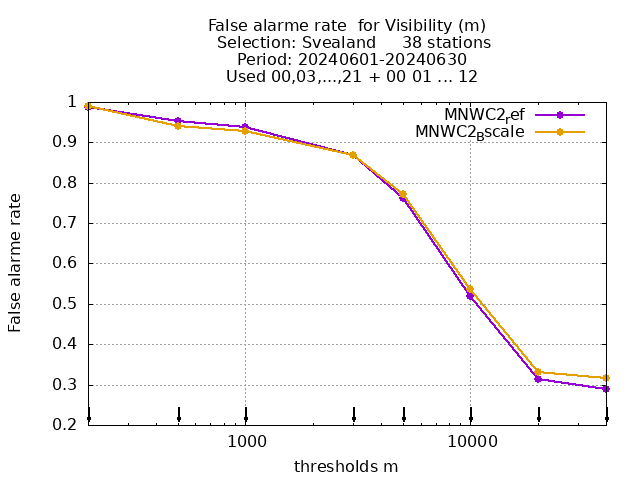 False alarme rate  for Visibility (m)
Selection: Svealand     38 stations
Period: 20240601-20240630
Used 00,03,...,21 + 00 01 ... 12
MNWC2ref
MNWC2Bscale
1
0.9
0.8
0.7
0.6
0.5
0.4
0.3
0.2
False alarme rate
1000 10000
thresholds m